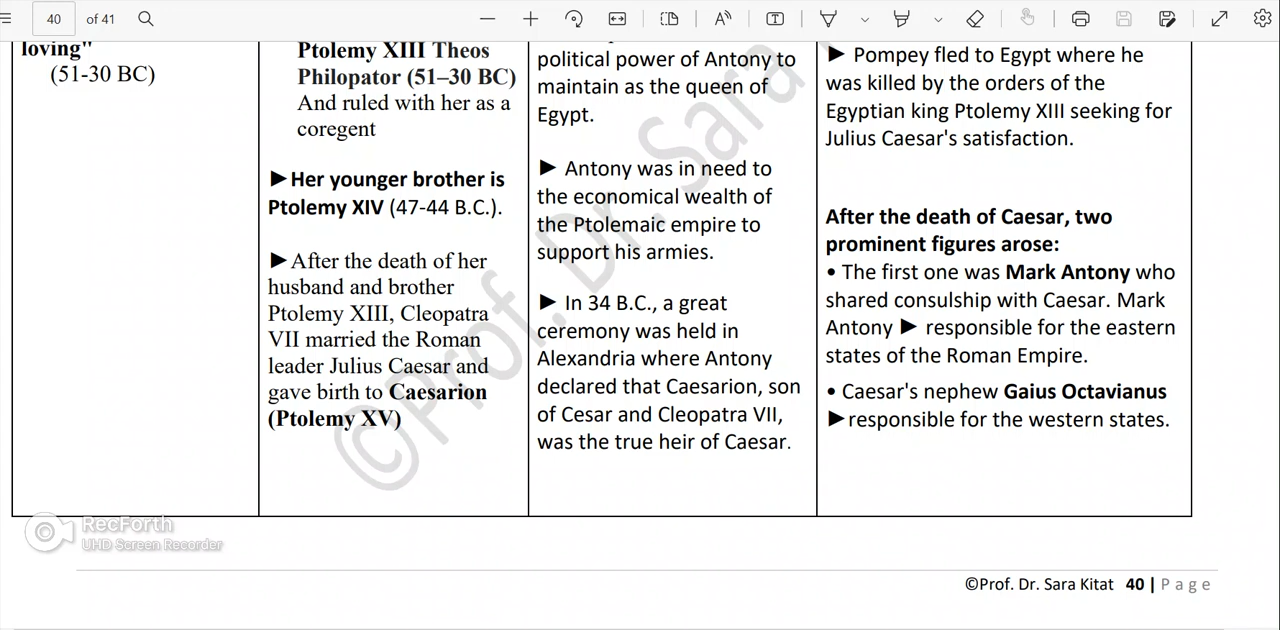 40 of 41
loving"
(51-30 BC)
Ptolemy XIII Theos
Philopator (51–30 BC)
And ruled with her as a
coregent
►Her younger brother is
Ptolemy XIV (47-44 B.C.).
►After the death of her
husband and brother
Ptolemy XIII, Cleopatra
VII married the Roman
leader Julius Caesar and
gave birth to Caesarion
(Ptolemy XV)
political power of Antony to
maintain as the queen of
Egypt.
► Antony was in need to
the economical wealth of
the Ptolemaic empire to
support his armies.
► In 34 B.C., a great
ceremony was held in
Alexandria where Antony
declared that Caesarion, son
of Cesar and Cleopatra VII,
was the true heir of Caesar.
► Pompey fled to Egypt where he
was killed by the orders of the
Egyptian king Ptolemy XIII seeking for
Julius Caesar's satisfaction.
After the death of Caesar, two
prominent figures arose:
• The first one was Mark Antony who
shared consulship with Caesar. Mark
Antony ► responsible for the eastern
states of the Roman Empire.
• Caesar's nephew Gaius Octavianus
►responsible for the western states.
©Prof. Dr. Sara
RecForth
UHD Screen Recorder
©Prof. Dr. Sara Kitat 40 | Page